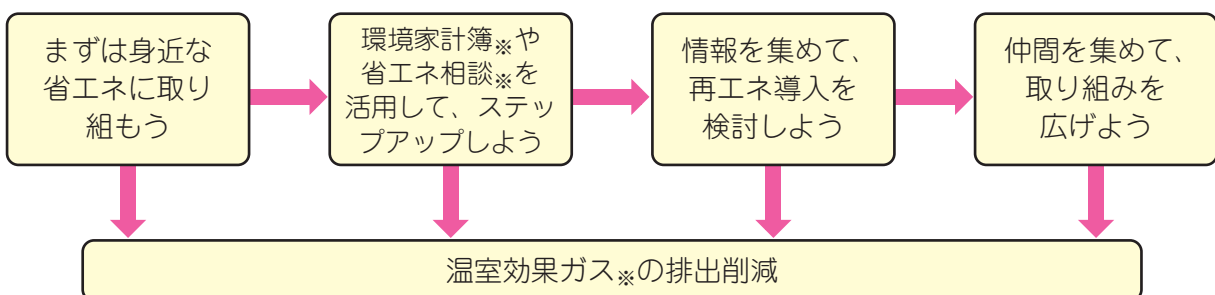 まずは身近な
省エネに取り
組もう
環境家計簿※や
省エネ相談※を
活用して、ステッ
プアップしよう
情報を集めて、
再エネ導入を
検討しよう
仲間を集めて、
取り組みを
広げよう
温室効果ガス※の排出削減